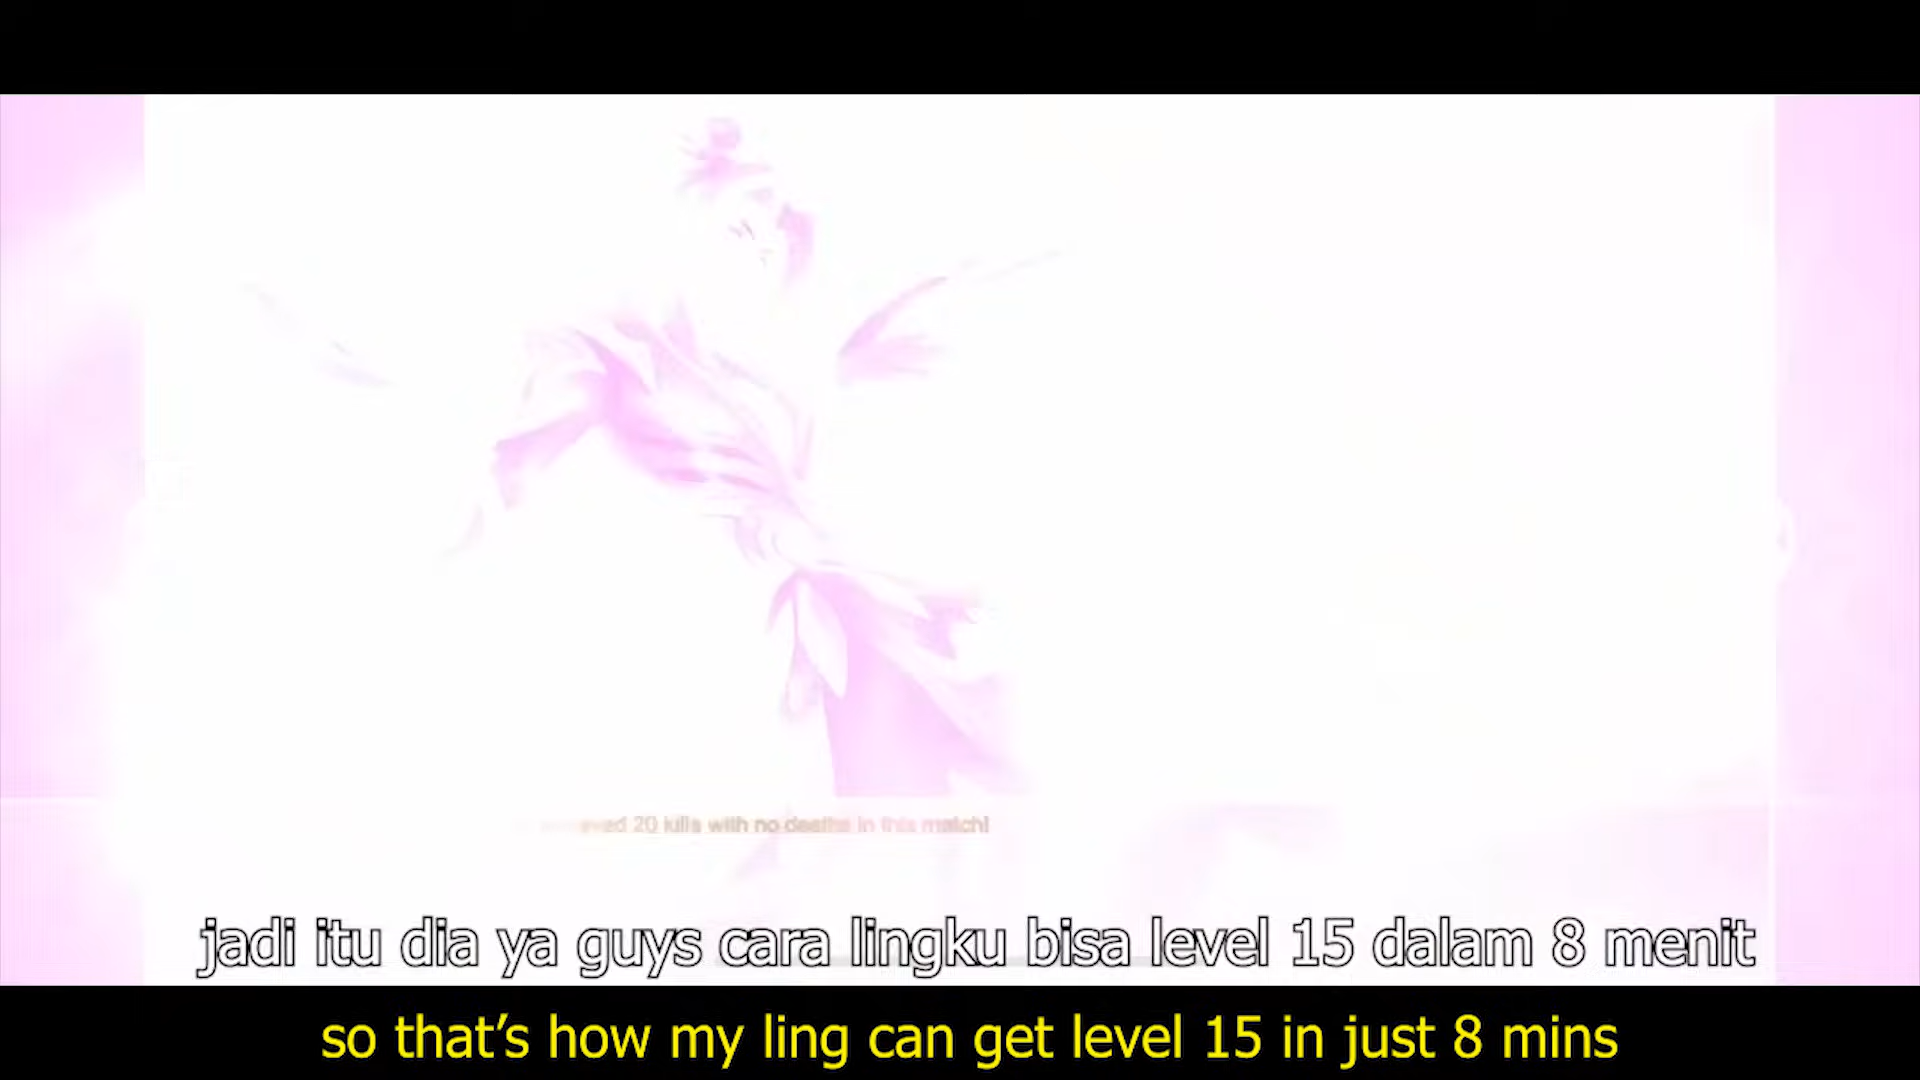 20 kills with no deaths in this match!
jadi itu dia ya guys cara lingku bisa level 15 dalam 8 menit
so that's how my ling can get level 15 in just 8 mins